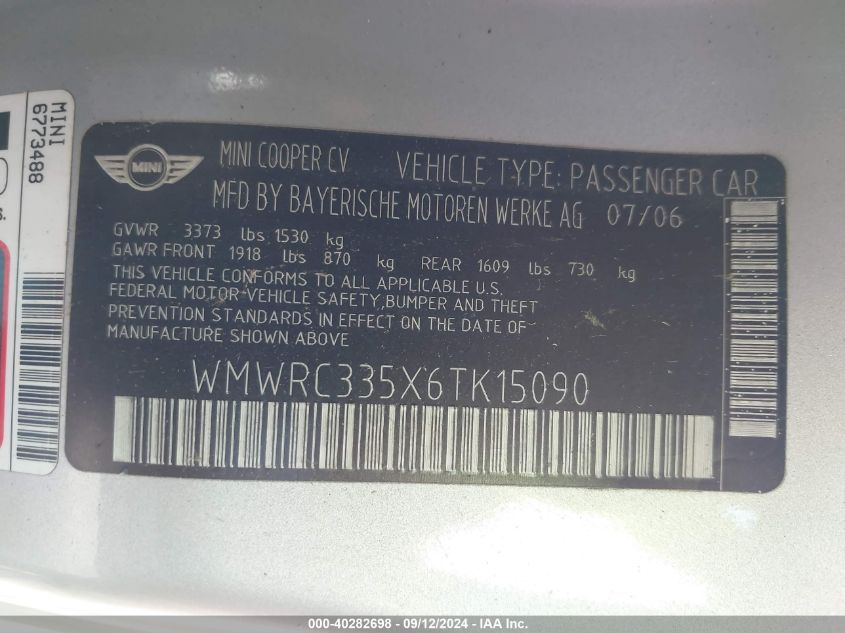 MINI
6773488
S.
MINI
MINI COOPER CV VEHICLE TYPE: PASSENGER CAR
MFD BY BAYERISCHE MOTOREN WERKE AG 07/06
GVWR 3373 lbs 1530 kg
GAWR FRONT 1918 lbs 870 kg REAR 1609 lbs 730 kg
THIS VEHICLE CONFORMS TO ALL APPLICABLE U.S.
FEDERAL MOTOR-VEHICLE SAFETY,BUMPER AND THEFT
PREVENTION STANDARDS IN EFFECT ON THE DATE OF
MANUFACTURE SHOWN ABOVE
WMWRC335X6TK15090
000-40282698 - 09/12/2024 - IAA Inc.